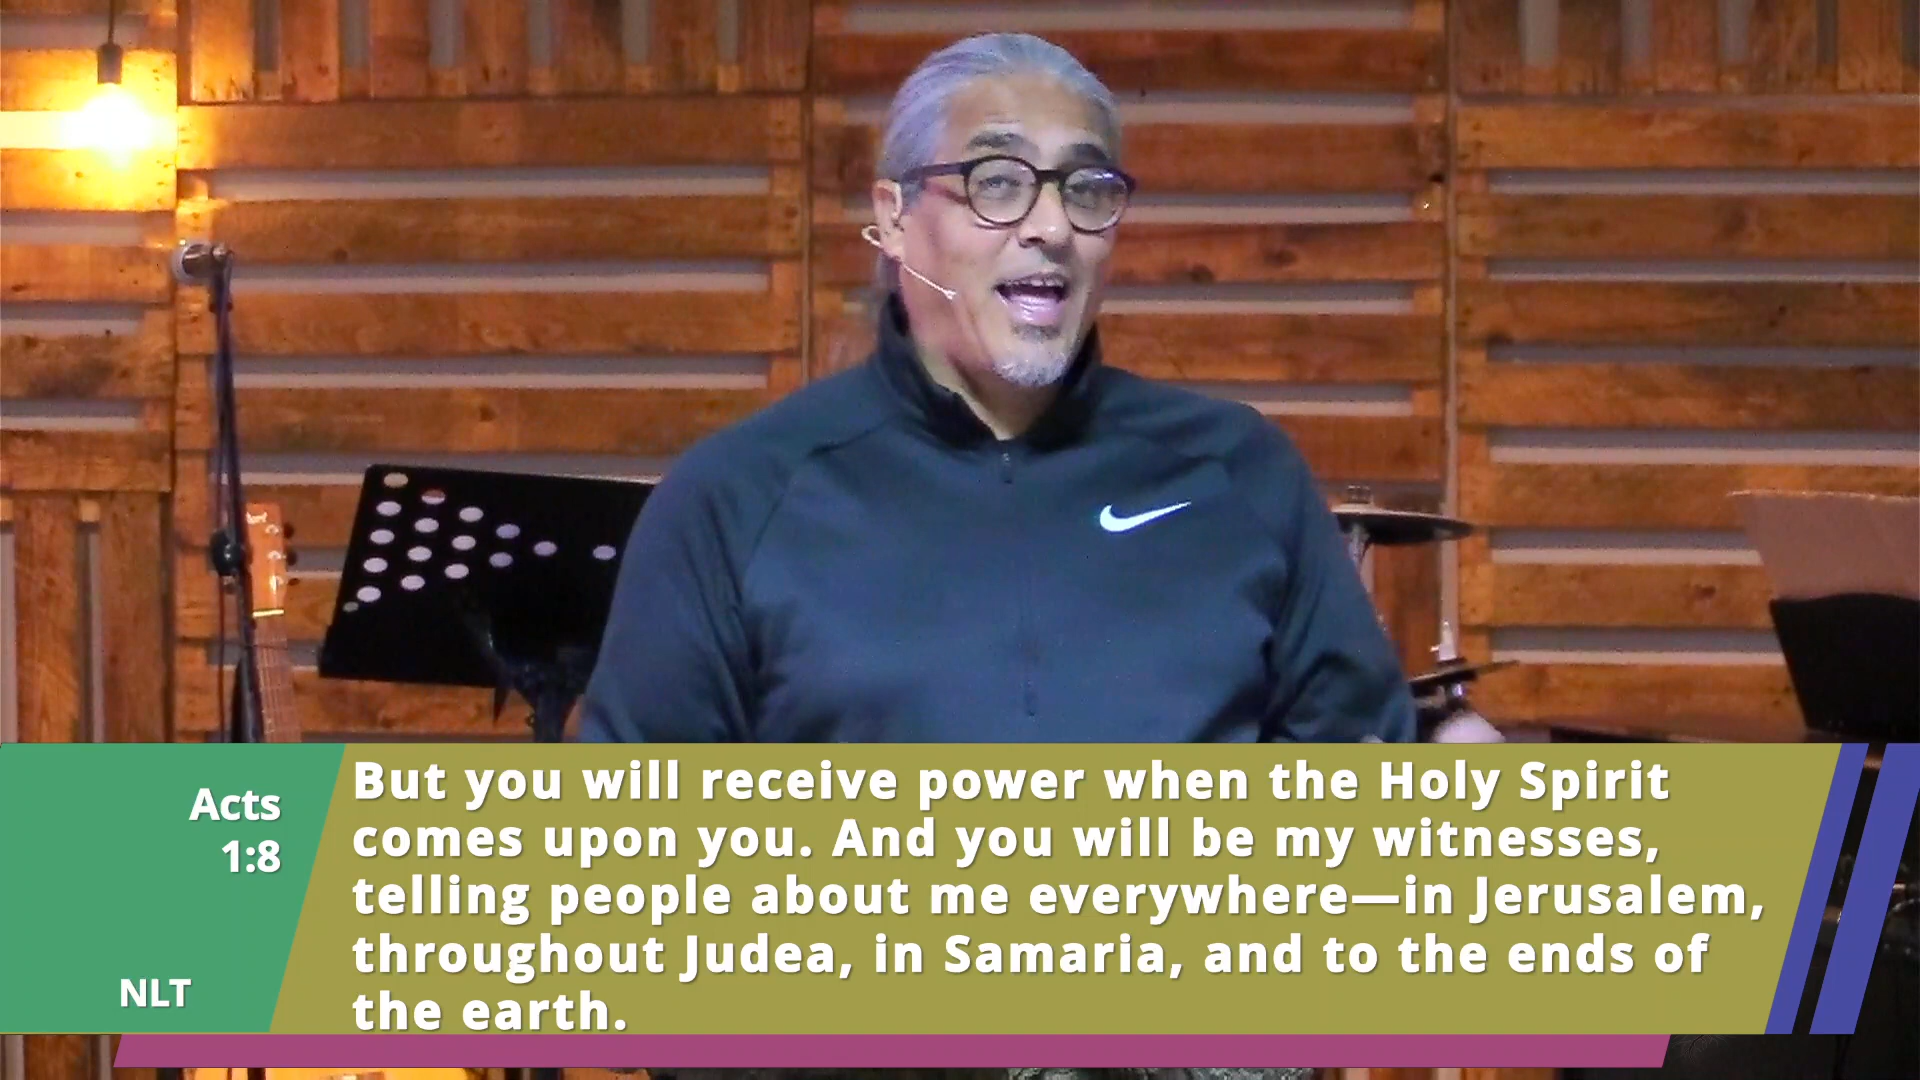 Acts
1:8
NLT
But you will receive power when the Holy Spirit
comes upon you. And you will be my witnesses,
telling people about me everywhere—in Jerusalem,
throughout Judea, in Samaria, and to the ends of
the earth.